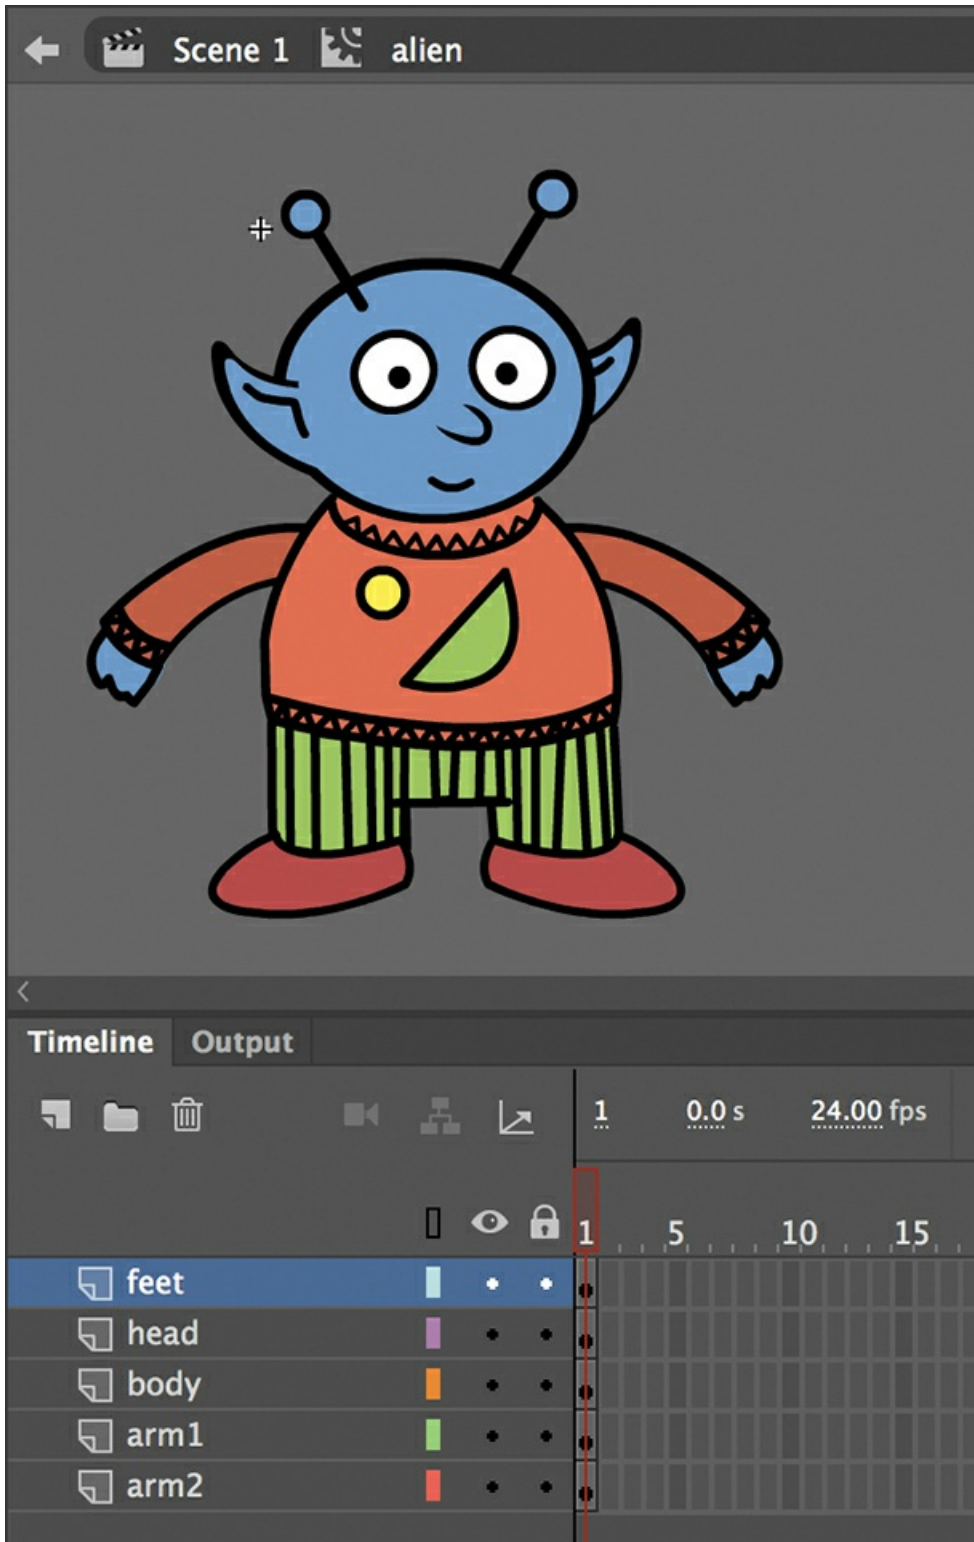 Scene 1 alien
Timeline Output
1 0.0 s 24.00 fps
1 5 10 15
feet
head
body
arm1
arm2